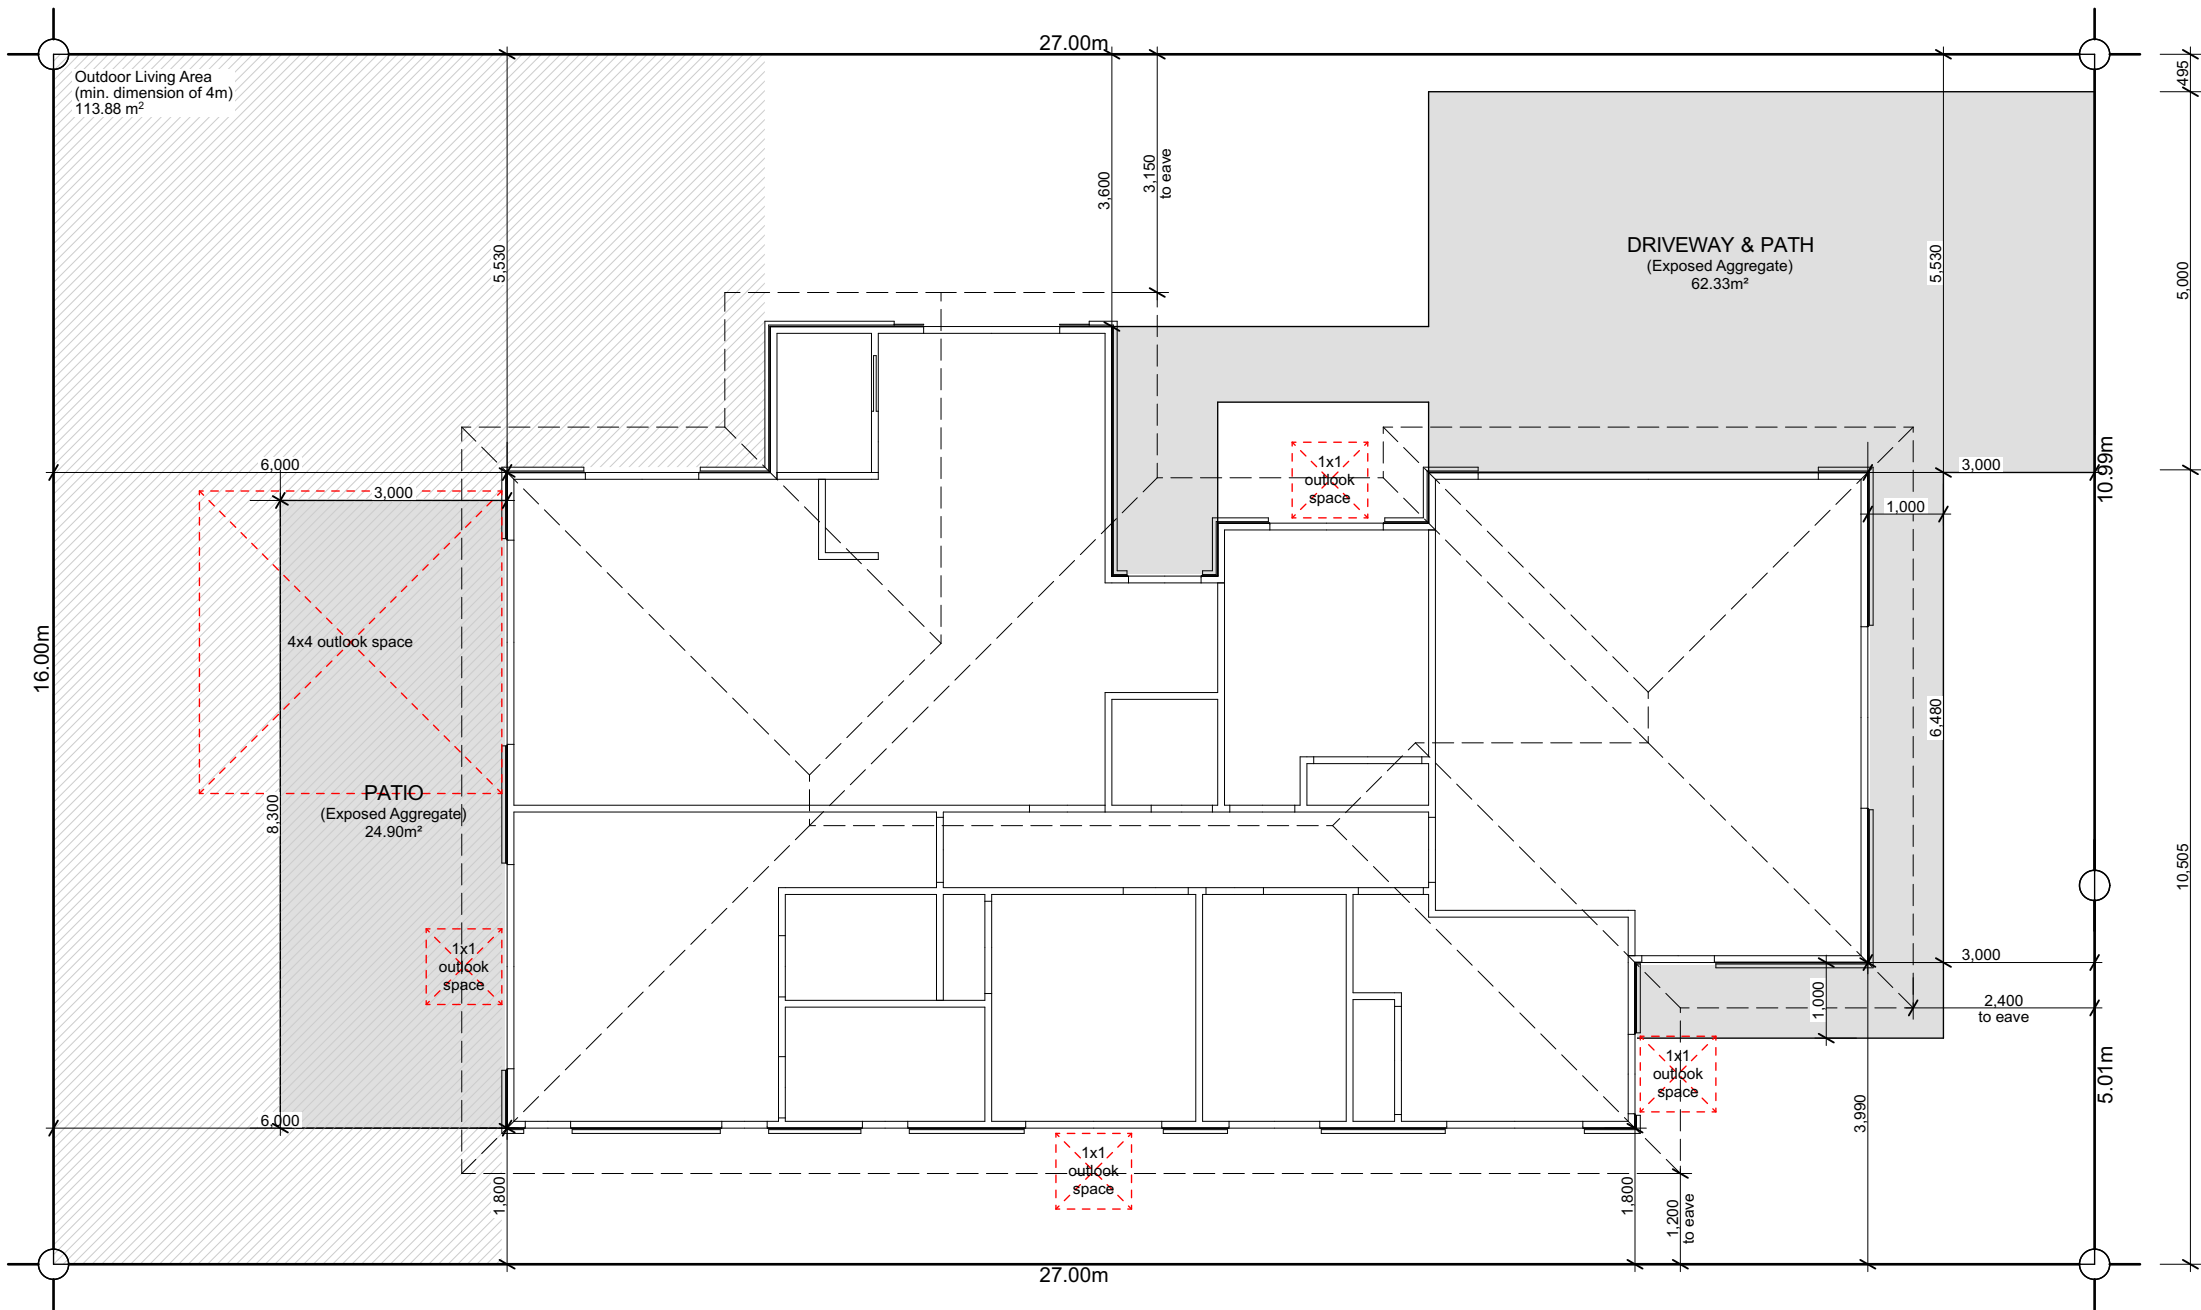 27.00m
Outdoor Living Area
(min. dimension of 4m)
113.88 m²
495
3,150
to eave
3,600
5,530
5,530
DRIVEWAY & PATH
(Exposed Aggregate)
62.33m²
5,000
6,000
3,000
1x1
outlook
space
3,000
10.99m
1,000
4x4 outlook space
16.00m
6,480
PATIO
(Exposed Aggregate)
24.90m²
8,300
10,505
1x1
outlook
space
3,000
1,000
2,400
to eave
1x1
outlook
space
5.01m
3,990
6,000
1x1
outlook
space
1,800
1,800
1,200
to eave
27.00m